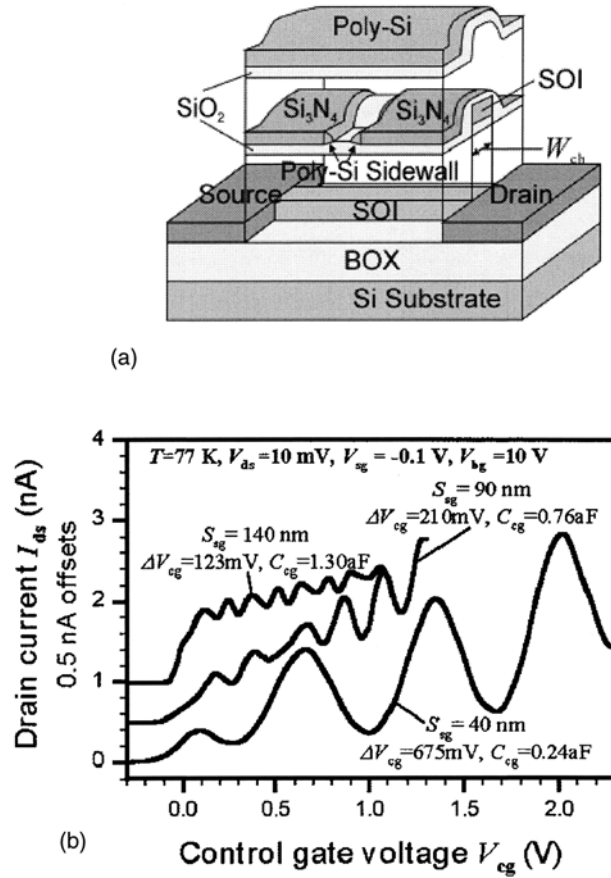 Poly-Si
SOI
SiO2
Si3N4 Si3N4
Wch
Poly-Si Sidewall
Source Drain
SOI
BOX
Si Substrate
(a)
T=77 K, Vds=10 mV, Vsg = -0.1 V, Vbg=10 V
Ssg = 90 nm
ΔVcg=210mV, Ccg=0.76aF
Ssg = 140 nm
ΔVcg=123mV, Ccg=1.30aF
Ssg = 40 nm
ΔVcg=675mV, Ccg=0.24aF
Drain current Ids (nA)
0.5 nA offsets
4
3
2
1
0
0.0 0.5 1.0 1.5 2.0
Control gate voltage Vcg (V)
(b)